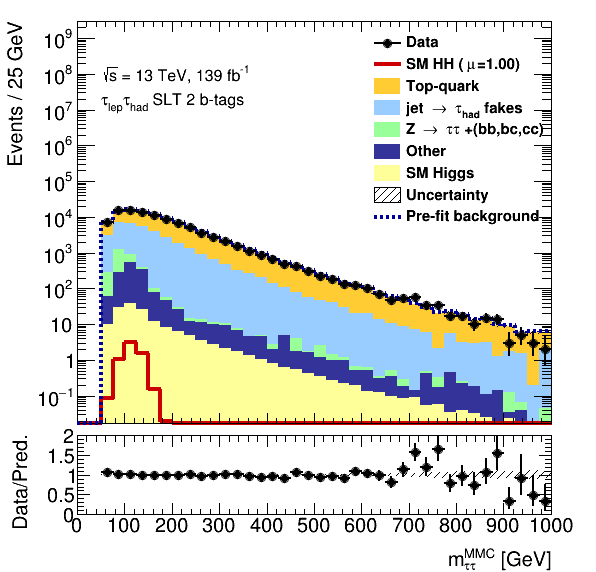 Events / 25 GeV
10⁹
10⁸
10⁷
10⁶
10⁵
10⁴
10³
10²
10
1
10⁻¹
√s = 13 TeV, 139 fb⁻¹
τ_lep τ_had SLT 2 b-tags
Data
SM HH ( μ=1.00)
Top-quark
jet → τ_had fakes
Z → ττ +(bb,bc,cc)
Other
SM Higgs
Uncertainty
Pre-fit background
Data/Pred.
2
1.5
1
0.5
0
0 100 200 300 400 500 600 700 800 900 1000
m_ττ^MMC [GeV]